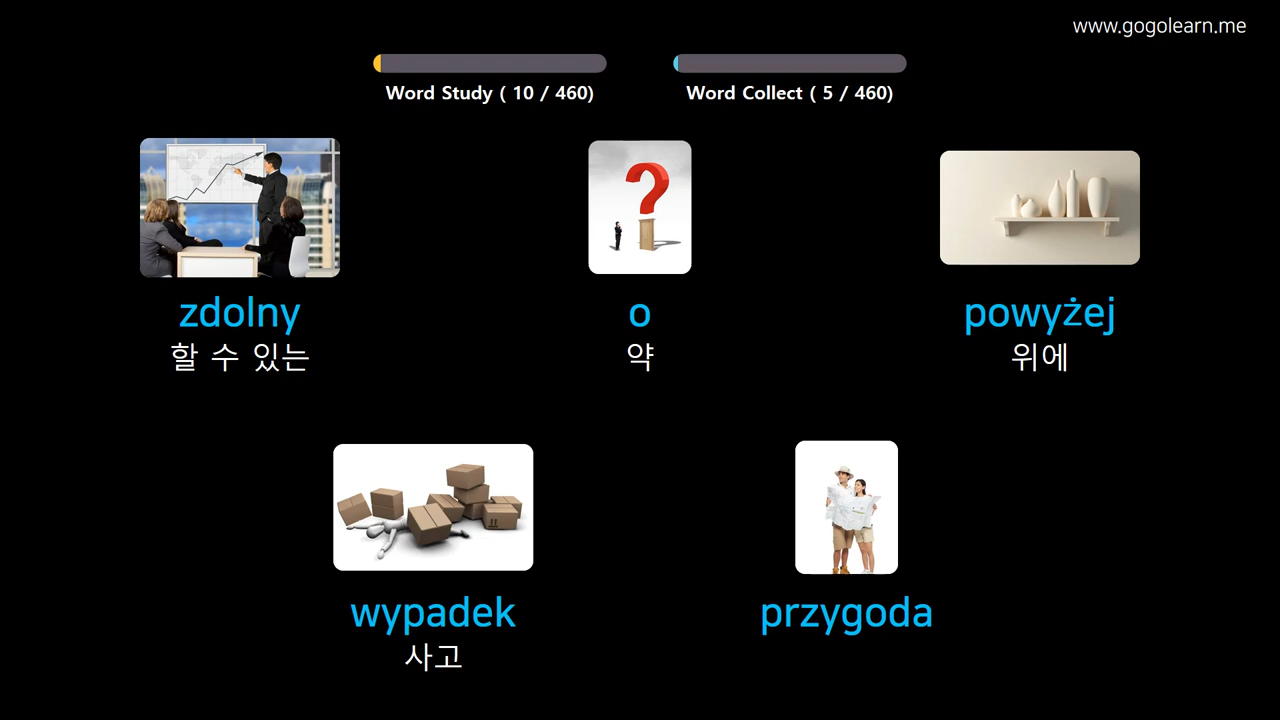 www.gogolearn.me
Word Study ( 10 / 460)
Word Collect ( 5 / 460)
zdolny
할 수 있는
o
약
powyżej
위에
wypadek
사고
przygoda